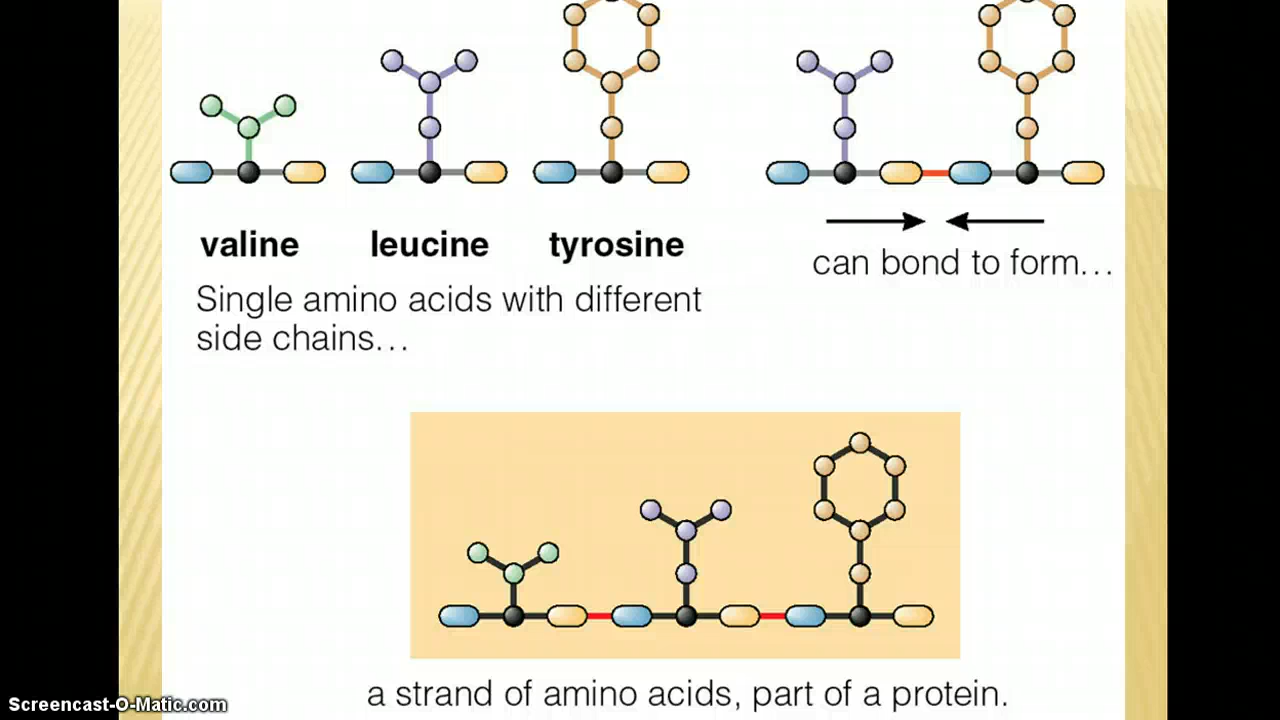 valine
leucine
tyrosine
can bond to form...
Single amino acids with different
side chains...
a strand of amino acids, part of a protein.
Screencast-O-Matic.com